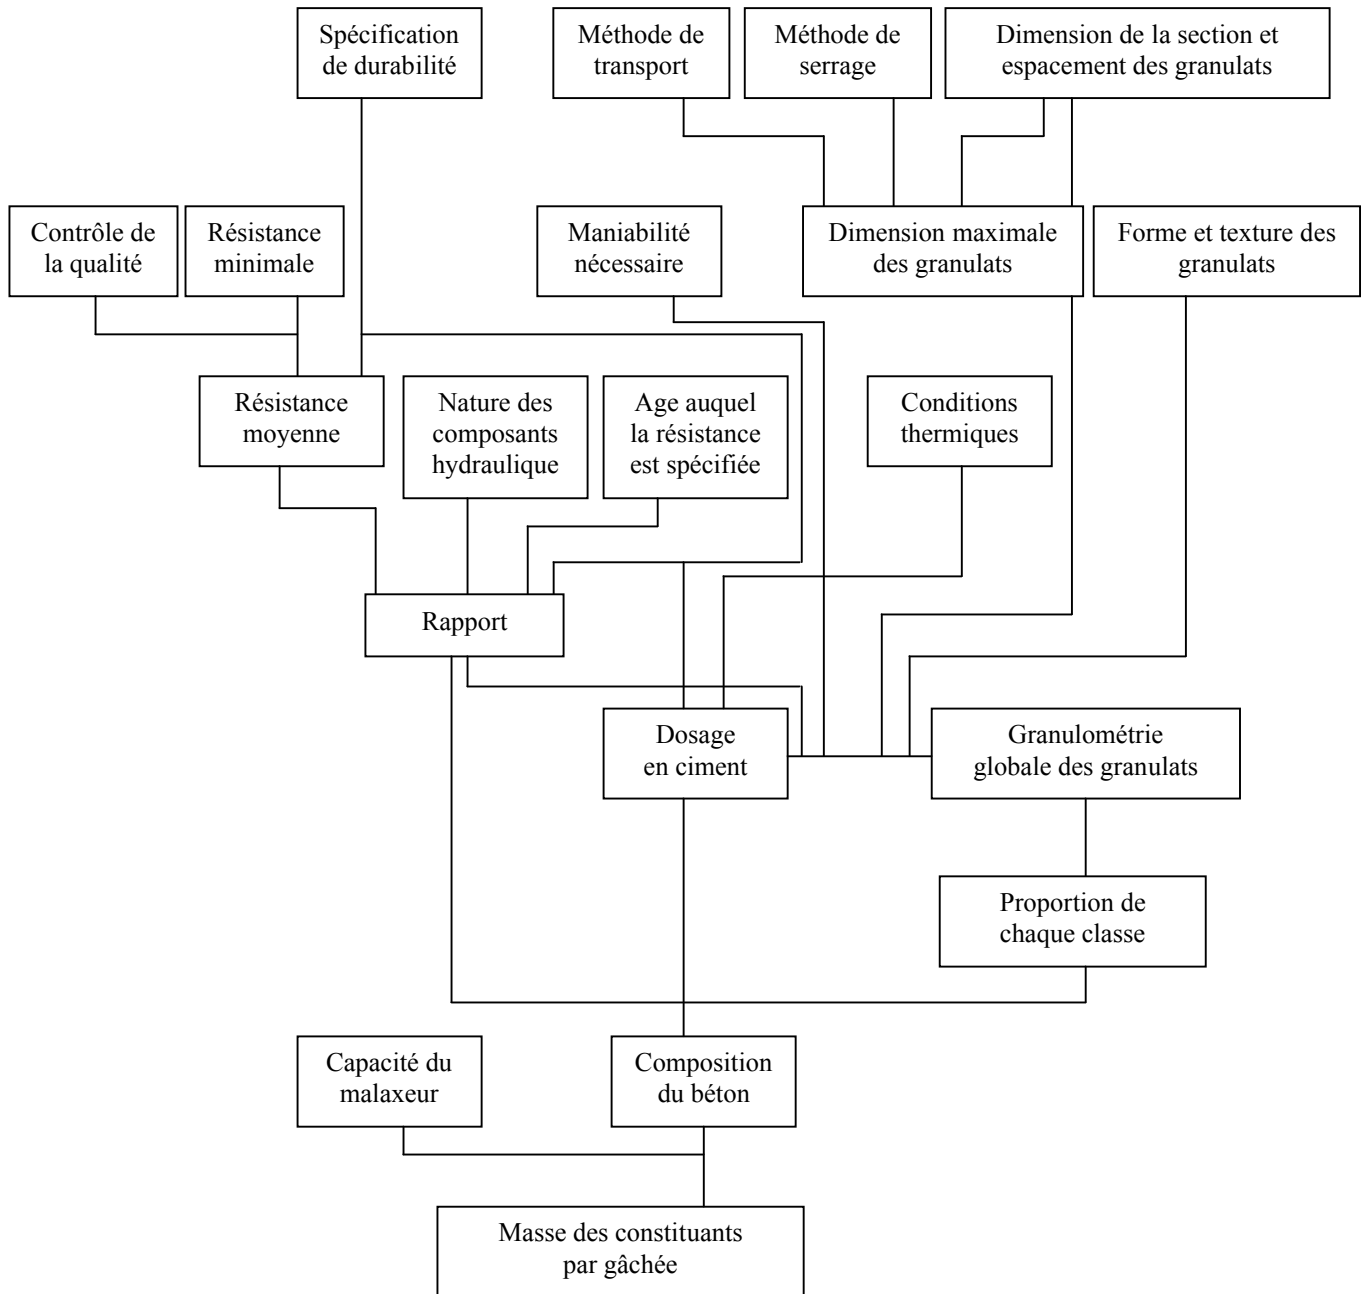 Spécification
de durabilité
Méthode de
transport
Méthode de
serrage
Dimension de la section et
espacement des granulats
Contrôle de
la qualité
Résistance
minimale
Maniabilité
nécessaire
Dimension maximale
des granulats
Forme et texture des
granulats
Résistance
moyenne
Nature des
composants
hydraulique
Age auquel
la résistance
est spécifiée
Conditions
thermiques
Rapport
Dosage
en ciment
Granulométrie
globale des granulats
Proportion de
chaque classe
Capacité du
malaxeur
Composition
du béton
Masse des constituants
par gâchée